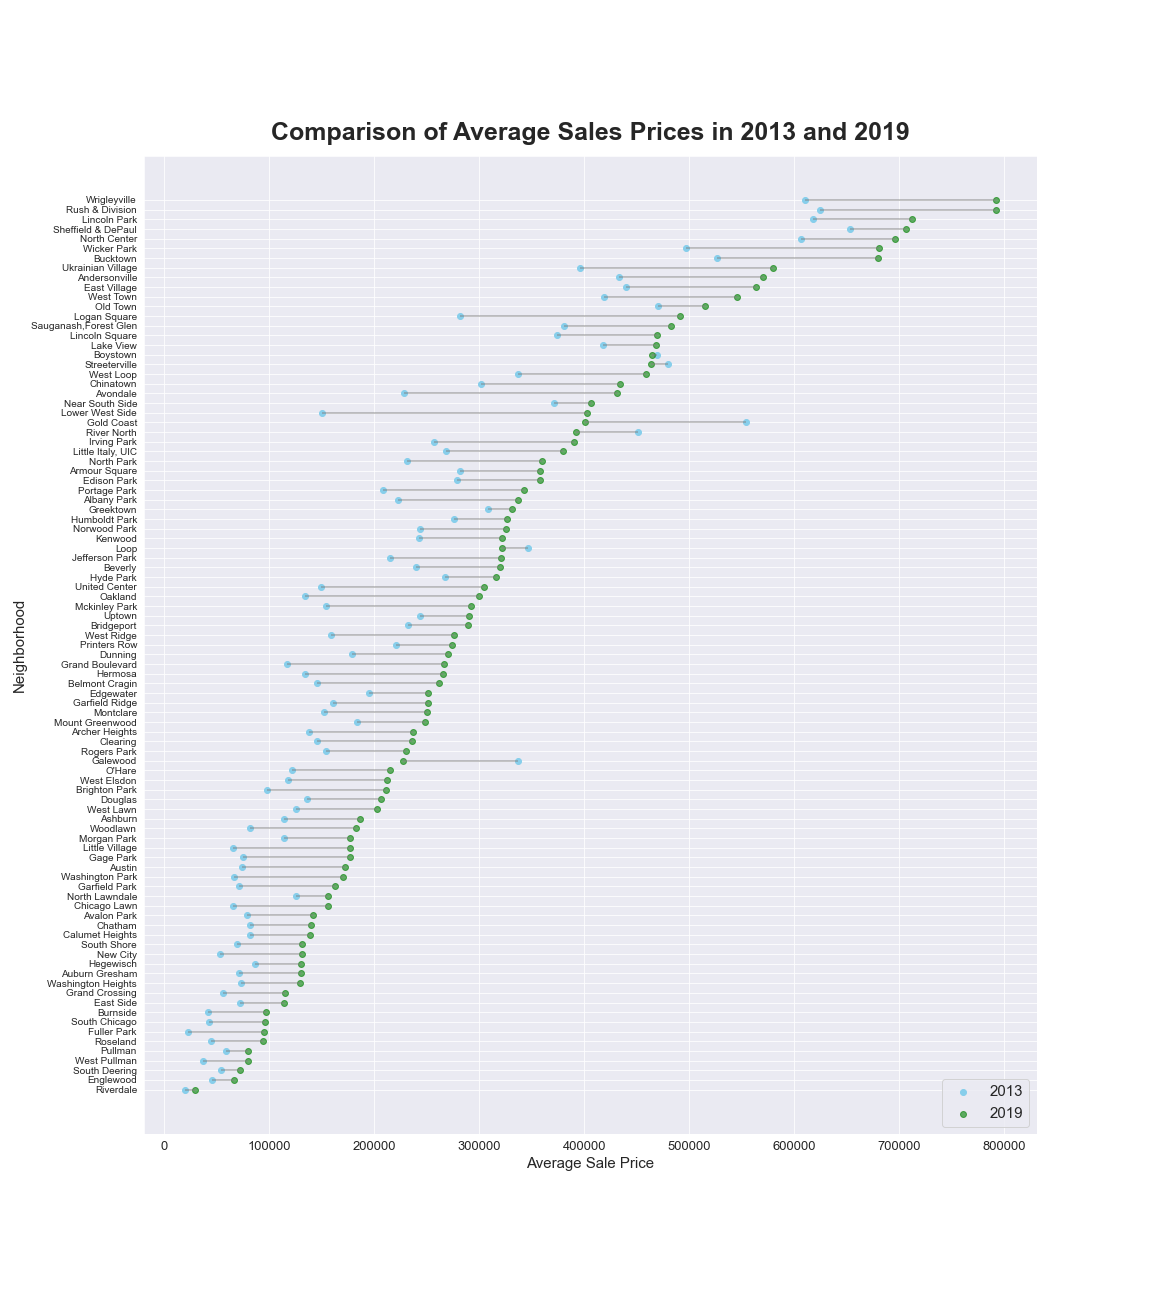 Comparison of Average Sales Prices in 2013 and 2019
Neighborhood
Wrigleyville
Rush & Division
Lincoln Park
Sheffield & DePaul
North Center
Wicker Park
Bucktown
Ukrainian Village
Andersonville
East Village
West Town
Old Town
Logan Square
Sauganash,Forest Glen
Lincoln Square
Lake View
Boystown
Streeterville
West Loop
Chinatown
Avondale
Near South Side
Lower West Side
Gold Coast
River North
Irving Park
Little Italy, UIC
North Park
Armour Square
Edison Park
Portage Park
Albany Park
Greektown
Humboldt Park
Norwood Park
Kenwood
Loop
Jefferson Park
Beverly
Hyde Park
United Center
Oakland
Mckinley Park
Uptown
Bridgeport
West Ridge
Printers Row
Dunning
Grand Boulevard
Hermosa
Belmont Cragin
Edgewater
Garfield Ridge
Montclare
Mount Greenwood
Archer Heights
Clearing
Rogers Park
Galewood
O'Hare
West Elsdon
Brighton Park
Douglas
West Lawn
Ashburn
Woodlawn
Morgan Park
Little Village
Gage Park
Austin
Washington Park
Garfield Park
North Lawndale
Chicago Lawn
Avalon Park
Chatham
Calumet Heights
South Shore
New City
Hegewisch
Auburn Gresham
Washington Heights
Grand Crossing
East Side
Burnside
South Chicago
Fuller Park
Roseland
Pullman
West Pullman
South Deering
Englewood
Riverdale
2013
2019
0 100000 200000 300000 400000 500000 600000 700000 800000
Average Sale Price